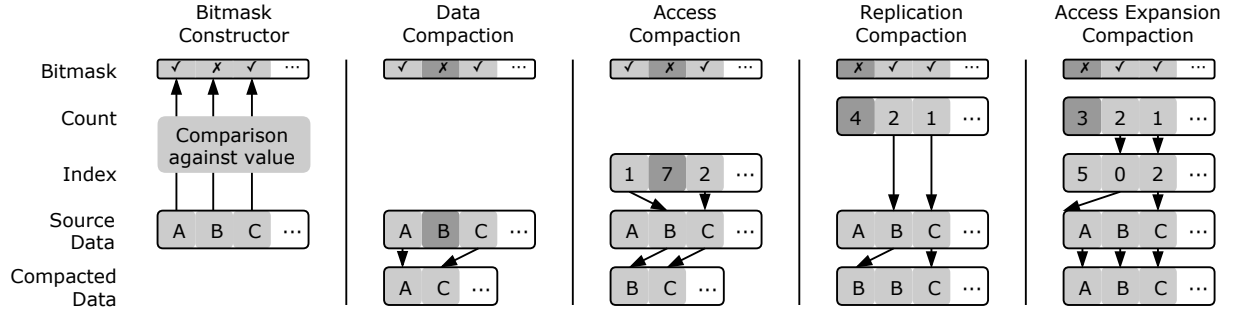 Bitmask Constructor
Data Compaction
Access Compaction
Replication Compaction
Access Expansion Compaction
Bitmask
✓ ✗ ✓ ...
✓ ✗ ✓ ...
✓ ✗ ✓ ...
✗ ✓ ✓ ...
✗ ✓ ✓ ...
Count
4 2 1 ...
3 2 1 ...
Comparison
against value
Index
1 7 2 ...
5 0 2 ...
Source
Data
A B C ...
A B C ...
A B C ...
A B C ...
A B C ...
Compacted
Data
A C ...
B C ...
B B C ...
A B C ...